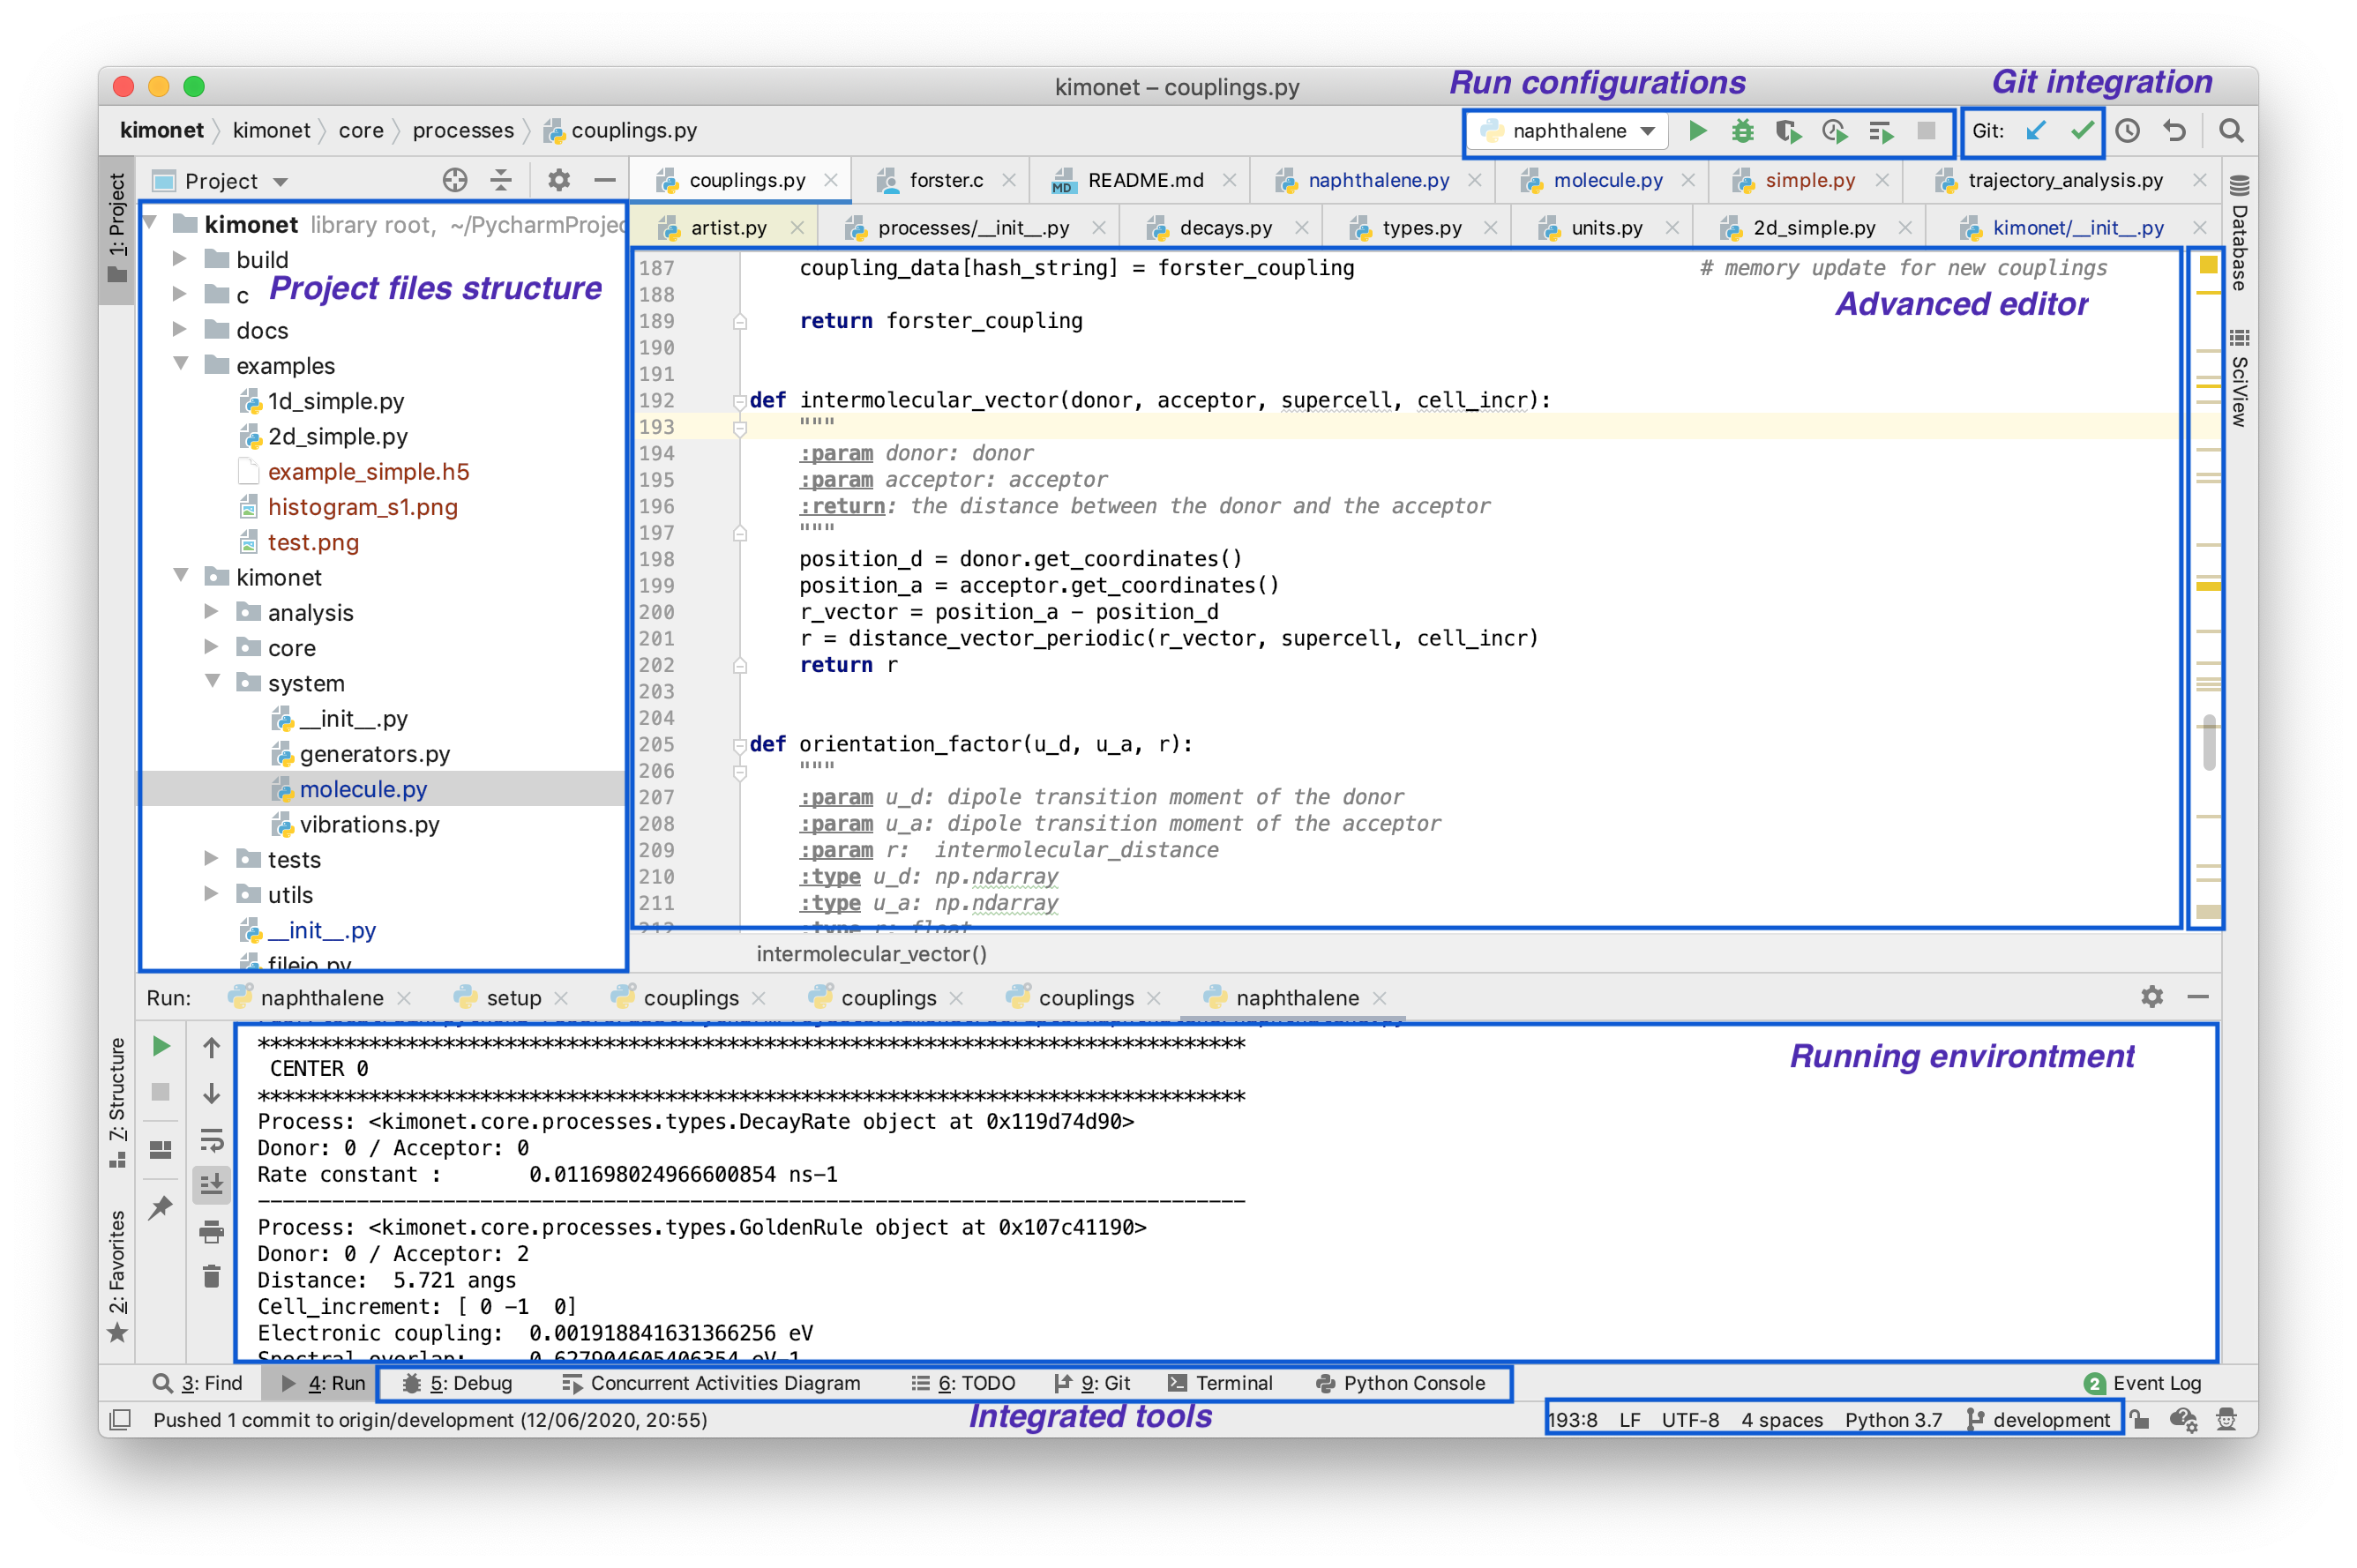 kimonet – couplings.py
Run configurations
Git integration
kimonet
kimonet
core
processes
couplings.py
naphthalene
Git:
1: Project
Project
couplings.py
forster.c
README.md
naphthalene.py
molecule.py
simple.py
trajectory_analysis.py
artist.py
processes/__init__.py
decays.py
types.py
units.py
2d_simple.py
kimonet/__init__.py
Database
SciView
kimonet library root, ~/PycharmProjec
build
c
Project files structure
docs
examples
1d_simple.py
2d_simple.py
example_simple.h5
histogram_s1.png
test.png
kimonet
analysis
core
system
__init__.py
generators.py
molecule.py
vibrations.py
tests
utils
__init__.py
fileio.py
187 coupling_data[hash_string] = forster_coupling # memory update for new couplings
Advanced editor
188
189 return forster_coupling
190
191
192 def intermolecular_vector(donor, acceptor, supercell, cell_incr):
193 """
194 :param donor: donor
195 :param acceptor: acceptor
196 :return: the distance between the donor and the acceptor
197 """
198 position_d = donor.get_coordinates()
199 position_a = acceptor.get_coordinates()
200 r_vector = position_a - position_d
201 r = distance_vector_periodic(r_vector, supercell, cell_incr)
202 return r
203
204
205 def orientation_factor(u_d, u_a, r):
206 """
207 :param u_d: dipole transition moment of the donor
208 :param u_a: dipole transition moment of the acceptor
209 :param r:  intermolecular_distance
210 :type u_d: np.ndarray
211 :type u_a: np.ndarray
212 :type r: float
intermolecular_vector()
Run:
naphthalene
setup
couplings
couplings
couplings
naphthalene
7: Structure
2: Favorites
********************************************************************************
CENTER 0
********************************************************************************
Running environtment
Process: <kimonet.core.processes.types.DecayRate object at 0x119d74d90>
Donor: 0 / Acceptor: 0
Rate constant :       0.011698024966600854 ns-1
--------------------------------------------------------------------------------
Process: <kimonet.core.processes.types.GoldenRule object at 0x107c41190>
Donor: 0 / Acceptor: 2
Distance:  5.721 angs
Cell_increment: [ 0 -1  0]
Electronic coupling:  0.001918841631366256 eV
Spectral overlap:     0.627904605406354 eV-1
3: Find
4: Run
5: Debug
Concurrent Activities Diagram
6: TODO
9: Git
Terminal
Python Console
2 Event Log
Pushed 1 commit to origin/development (12/06/2020, 20:55)
Integrated tools
193:8
LF
UTF-8
4 spaces
Python 3.7
development